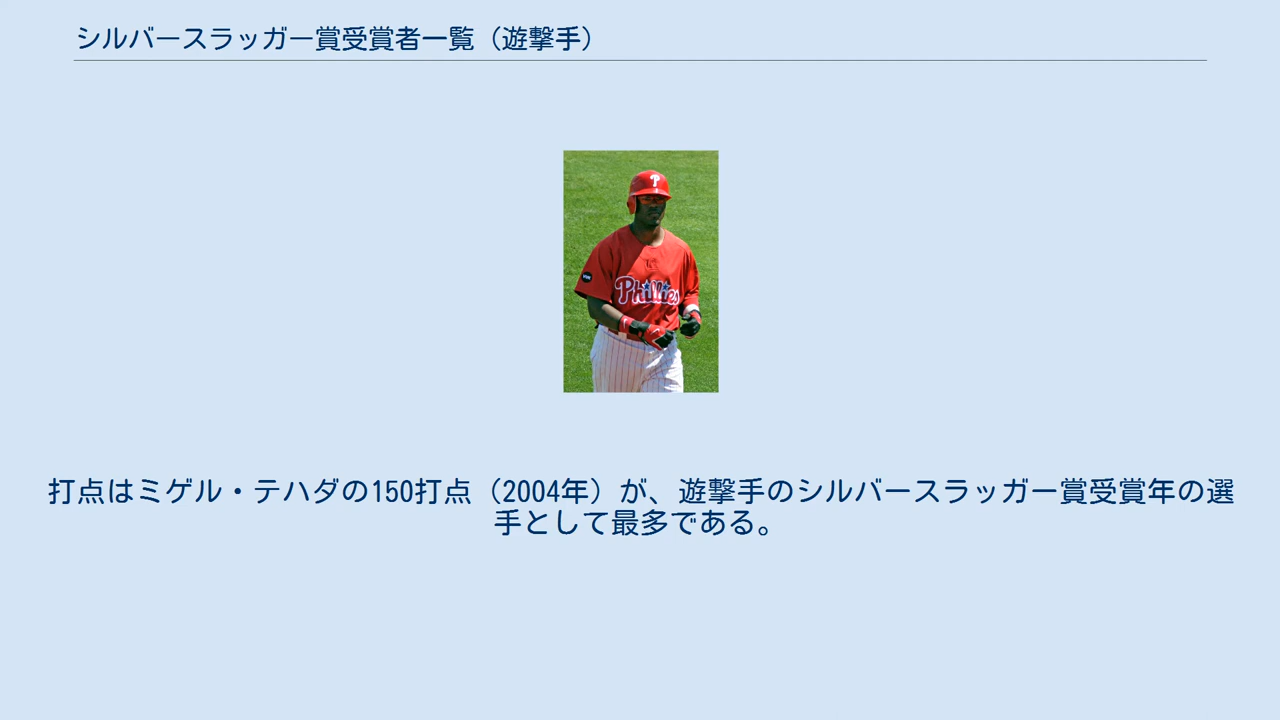 シルバースラッガー賞受賞者一覧（遊撃手）
P
Phillies
打点はミゲル・テハダの150打点（2004年）が、遊撃手のシルバースラッガー賞受賞年の選
手として最多である。